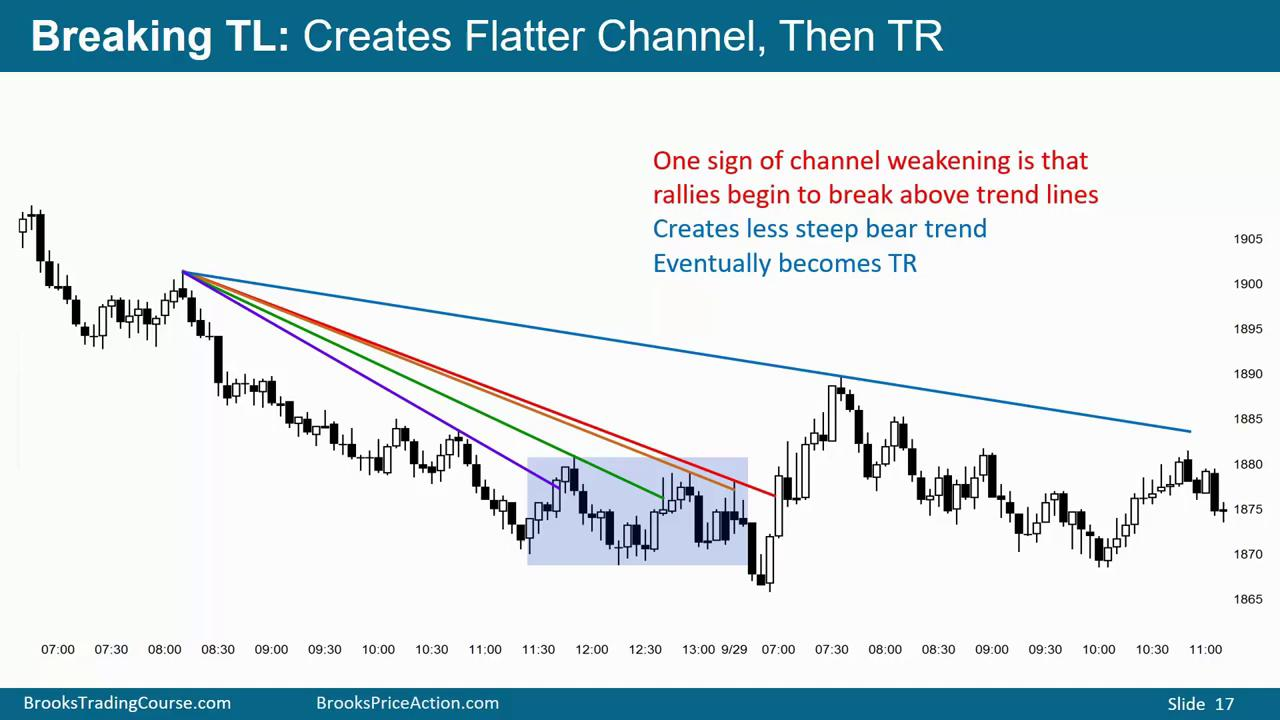 Breaking TL: Creates Flatter Channel, Then TR
One sign of channel weakening is that
rallies begin to break above trend lines
Creates less steep bear trend
Eventually becomes TR
1905
1900
1895
1890
1885
1880
1875
1870
1865
07:00 07:30 08:00 08:30 09:00 09:30 10:00 10:30 11:00 11:30 12:00 12:30 13:00 9/29 07:00 07:30 08:00 08:30 09:00 09:30 10:00 10:30 11:00
BrooksTradingCourse.com BrooksPriceAction.com Slide 17